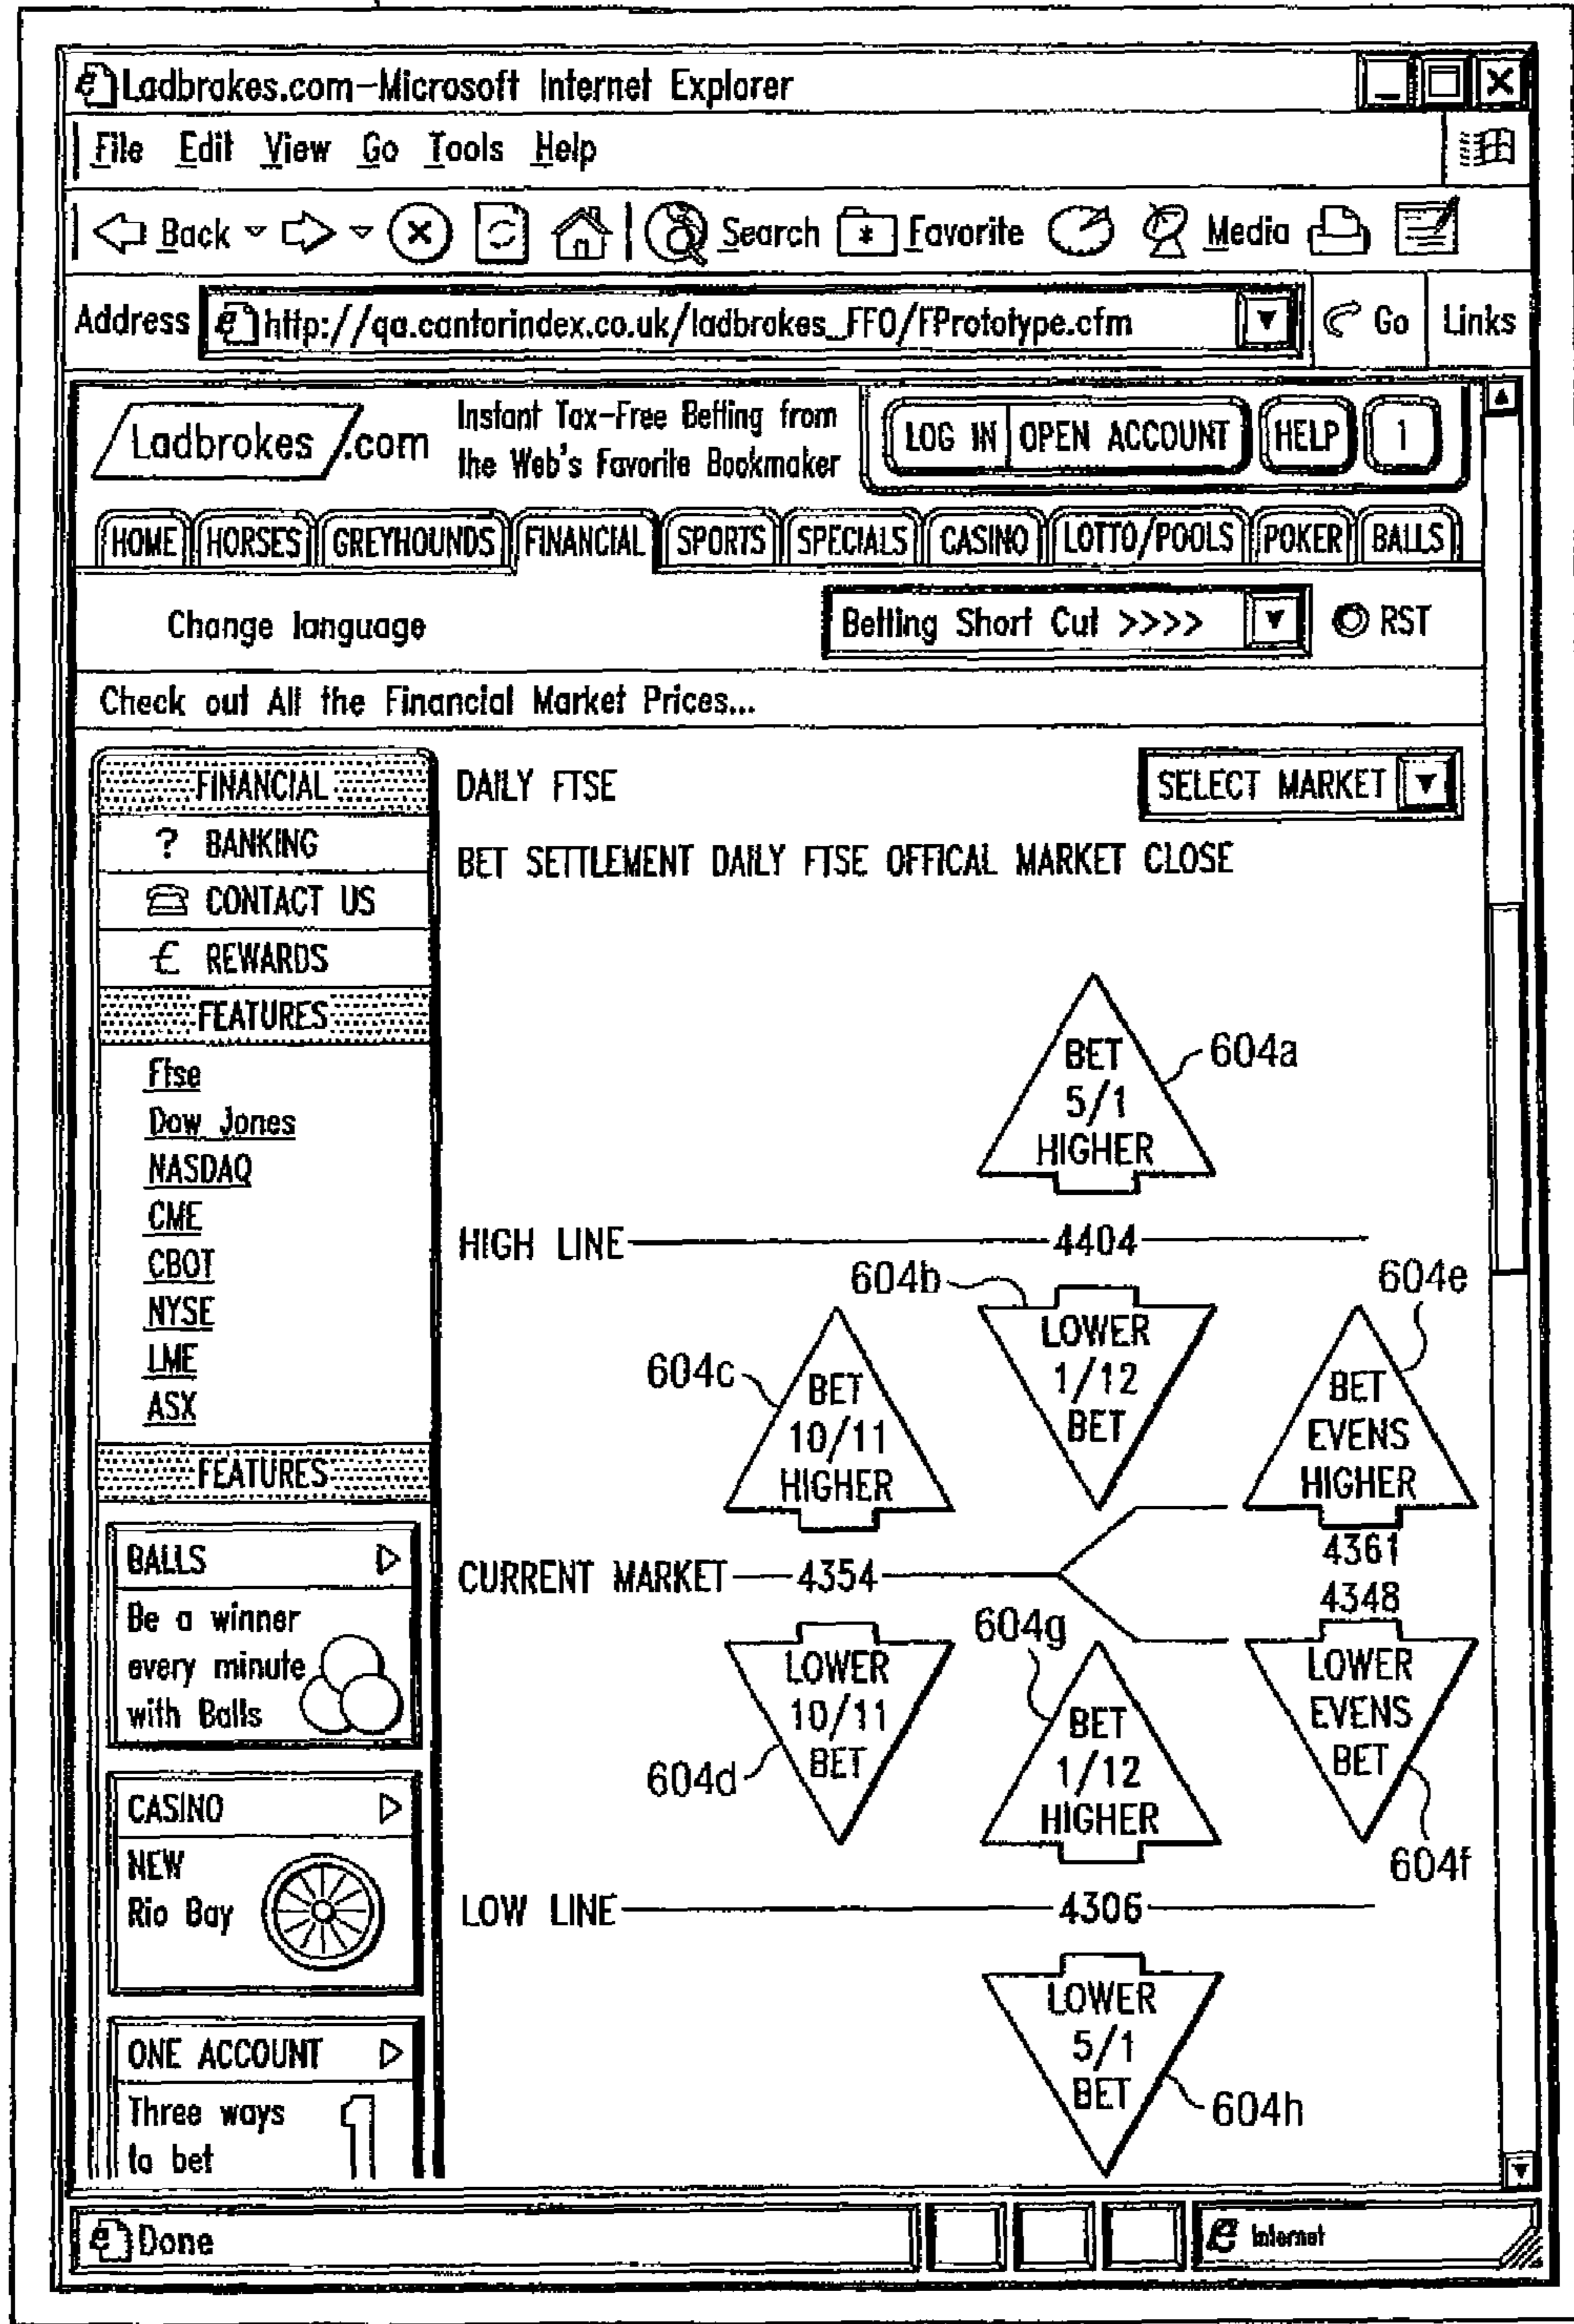 Ladbrokes.com-Microsoft Internet Explorer
File Edit View Go Tools Help
Back Search Favorite Media
Address http://qa.cantorindex.co.uk/ladbrokes_FFO/FPrototype.cfm Go Links
Ladbrokes.com
Instant Tax-Free Betting from
the Web's Favorite Bookmaker
LOG IN OPEN ACCOUNT HELP 1
HOME HORSES GREYHOUNDS FINANCIAL SPORTS SPECIALS CASINO LOTTO/POOLS POKER BALLS
Change language Betting Short Cut >>>> RST
Check out All the Financial Market Prices...
FINANCIAL
? BANKING
CONTACT US
£ REWARDS
FEATURES
Ftse
Dow Jones
NASDAQ
CME
CBOT
NYSE
LME
ASX
FEATURES
BALLS
Be a winner
every minute
with Balls
CASINO
NEW
Rio Bay
ONE ACCOUNT
Three ways
to bet
1
DAILY FTSE SELECT MARKET
BET SETTLEMENT DAILY FTSE OFFICAL MARKET CLOSE
BET
5/1
HIGHER
604a
HIGH LINE 4404
604b
LOWER
1/12
BET
604c
BET
10/11
HIGHER
604e
BET
EVENS
HIGHER
4361
CURRENT MARKET 4354
4348
LOWER
10/11
BET
604d
604g
BET
1/12
HIGHER
LOWER
EVENS
BET
604f
LOW LINE 4306
LOWER
5/1
BET
604h
Done Internet